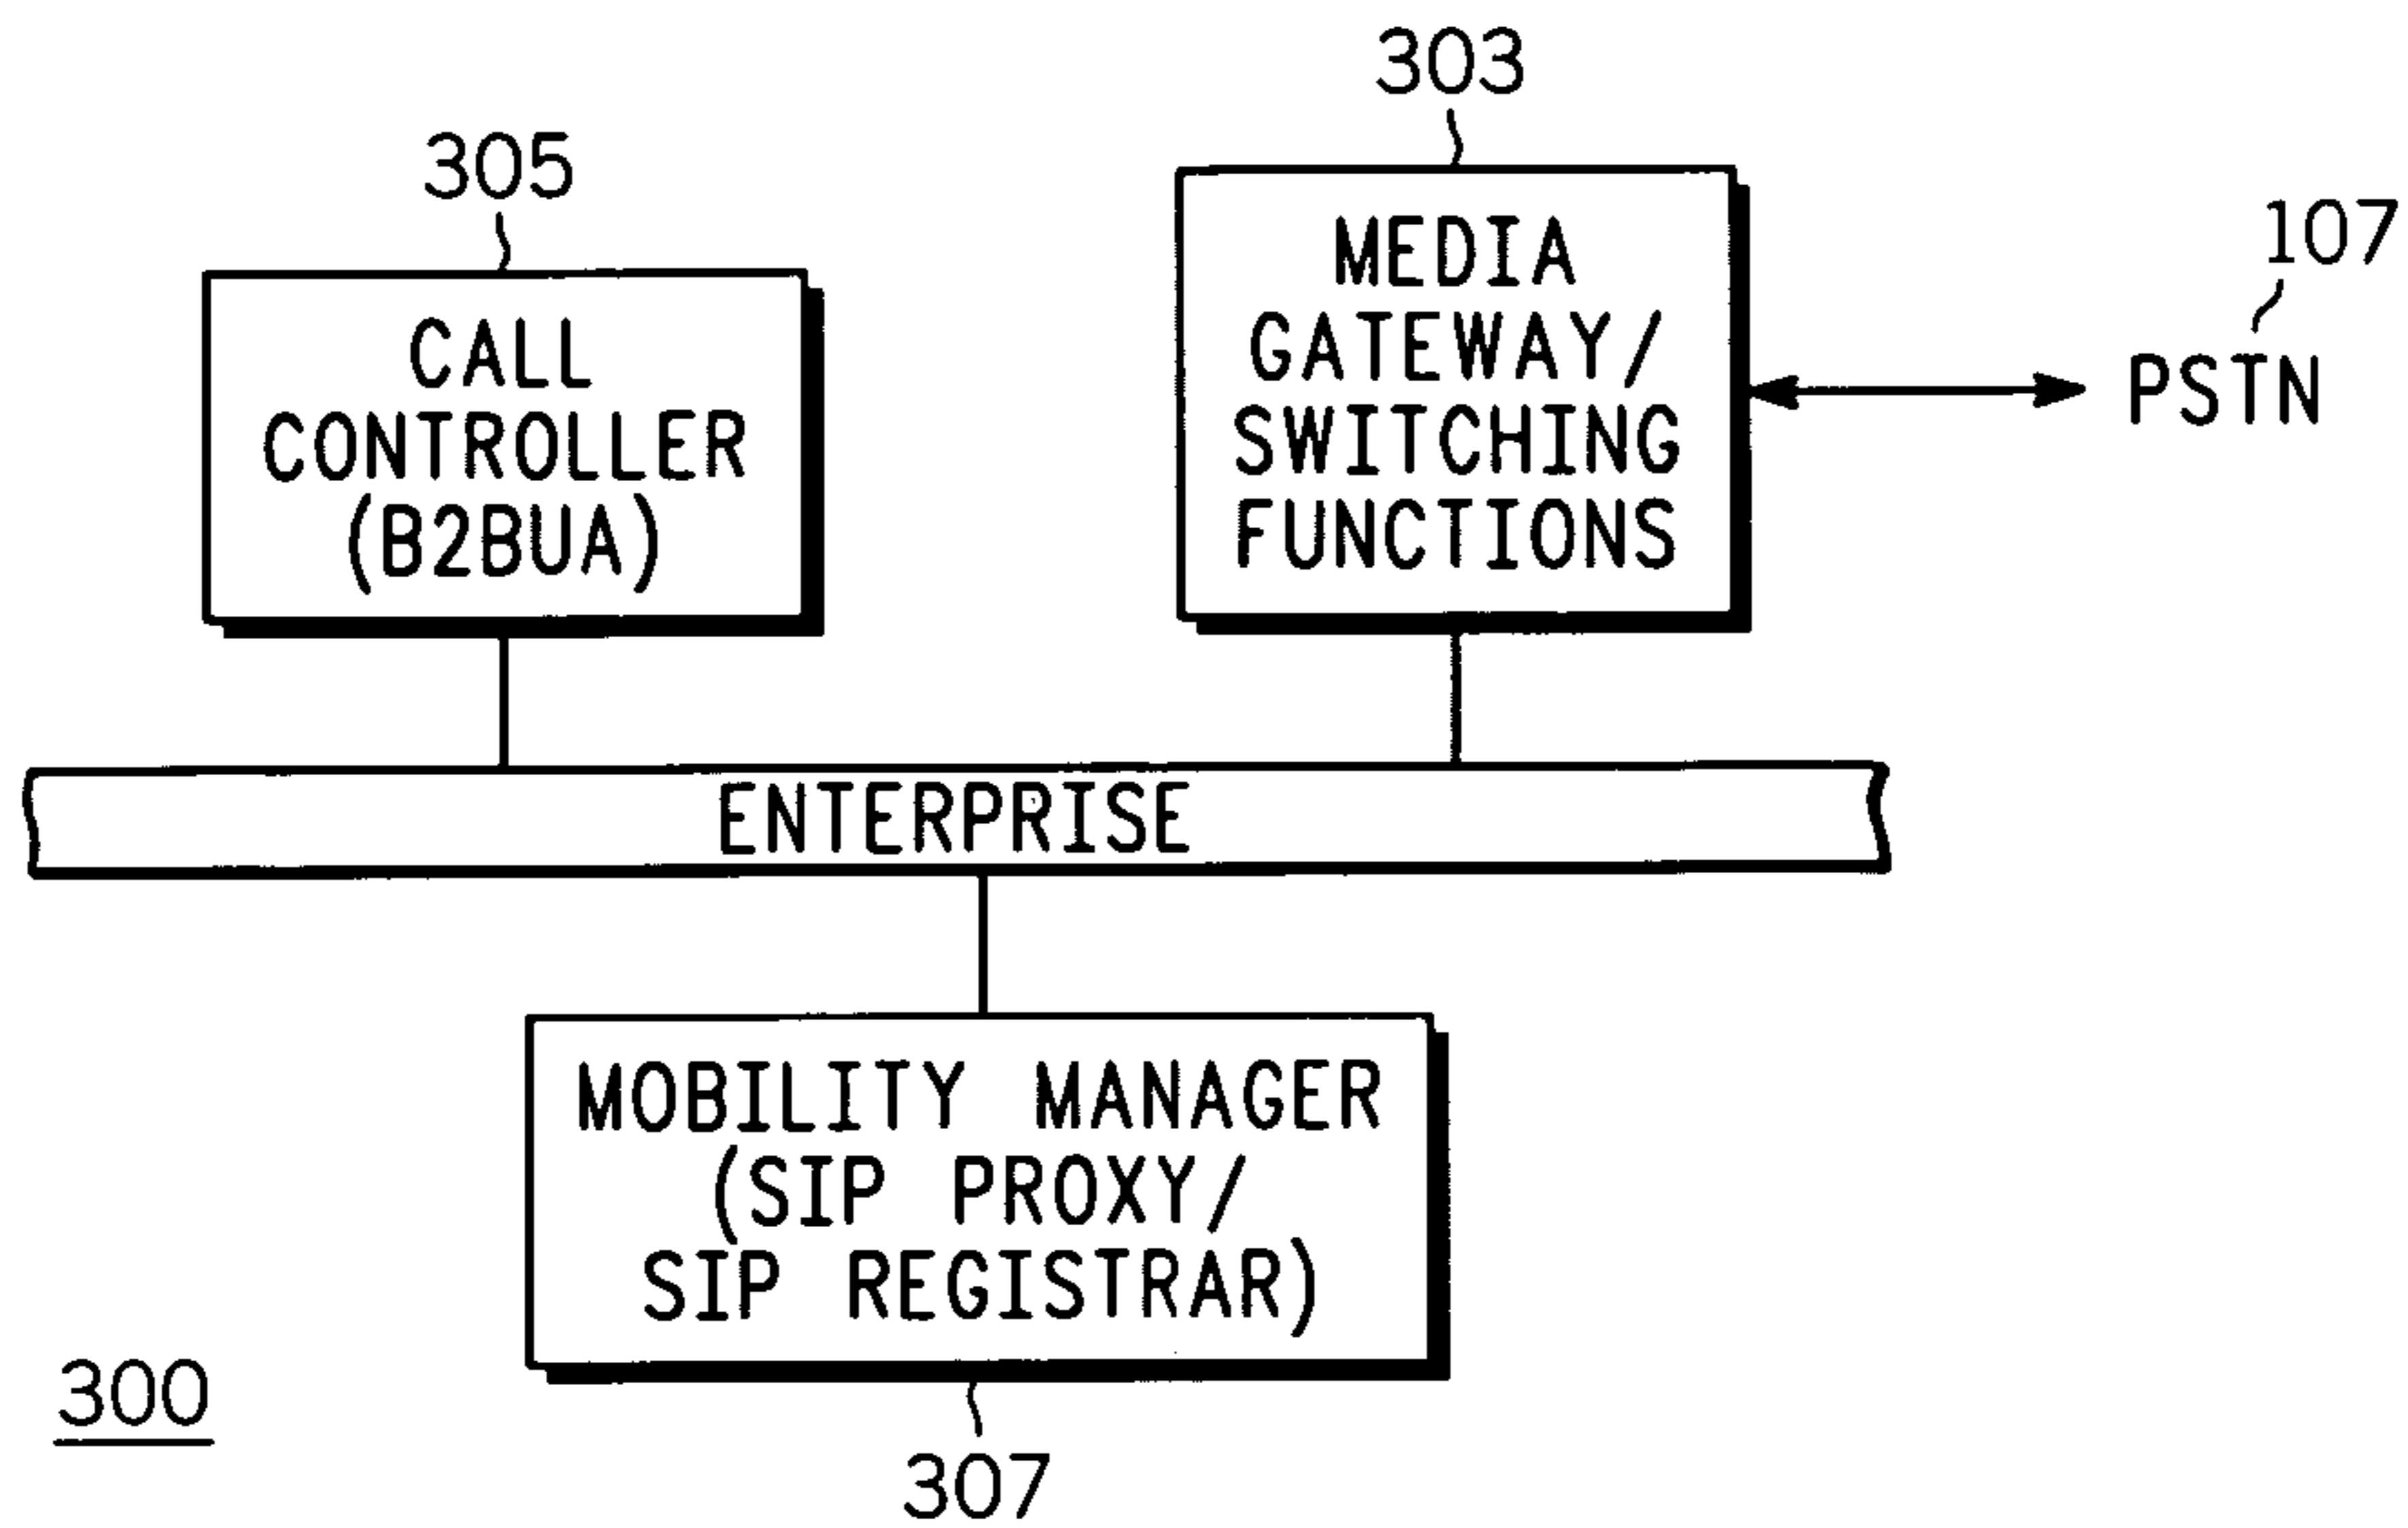 303
305
107
CALL
CONTROLLER
(B2BUA)
MEDIA
GATEWAY/
SWITCHING
FUNCTIONS
PSTN
ENTERPRISE
MOBILITY MANAGER
(SIP PROXY/
SIP REGISTRAR)
300
307